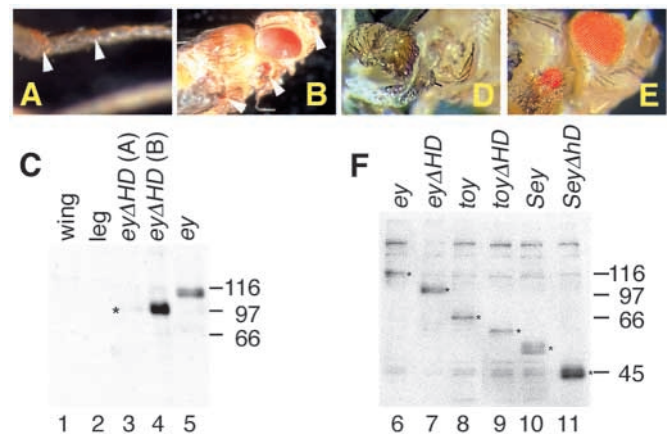 A B D E
C
wing
leg
eyΔHD (A)
eyΔHD (B)
ey
116
97
66
*
1 2 3 4 5
F
ey
eyΔHD
toy
toyΔHD
Sey
SeyΔhD
116
97
66
45
6 7 8 9 10 11